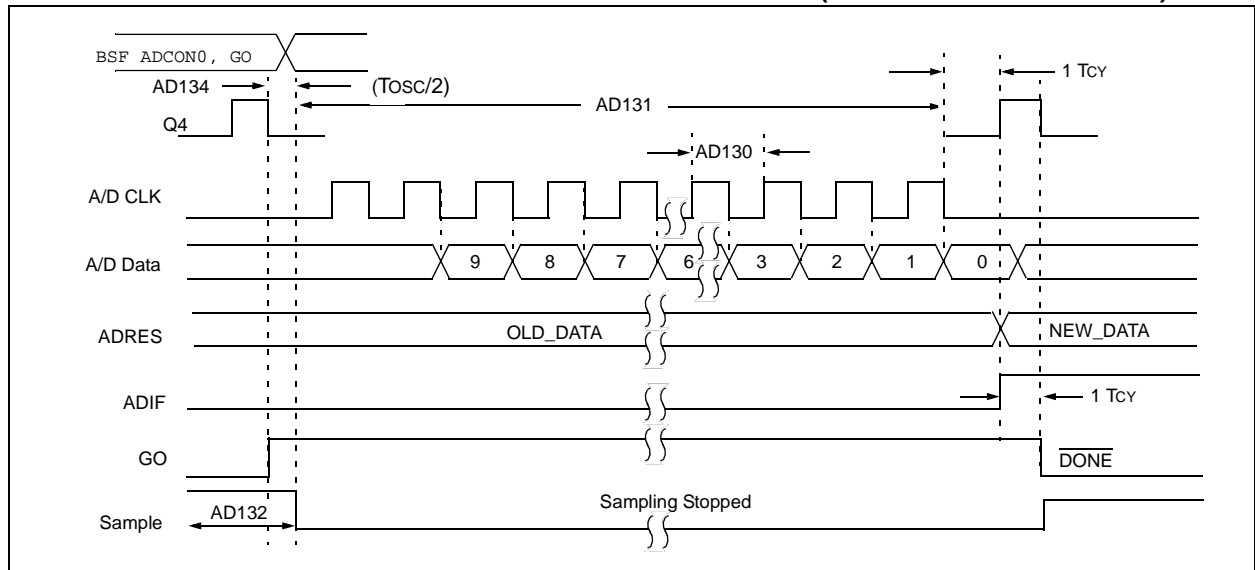 BSF ADCON0, GO
AD134
(TOSC/2)
1 TCY
AD131
Q4
AD130
A/D CLK
A/D Data
9
8
7
6
3
2
1
0
ADRES
OLD_DATA
NEW_DATA
ADIF
1 TCY
GO
DONE
Sample
AD132
Sampling Stopped